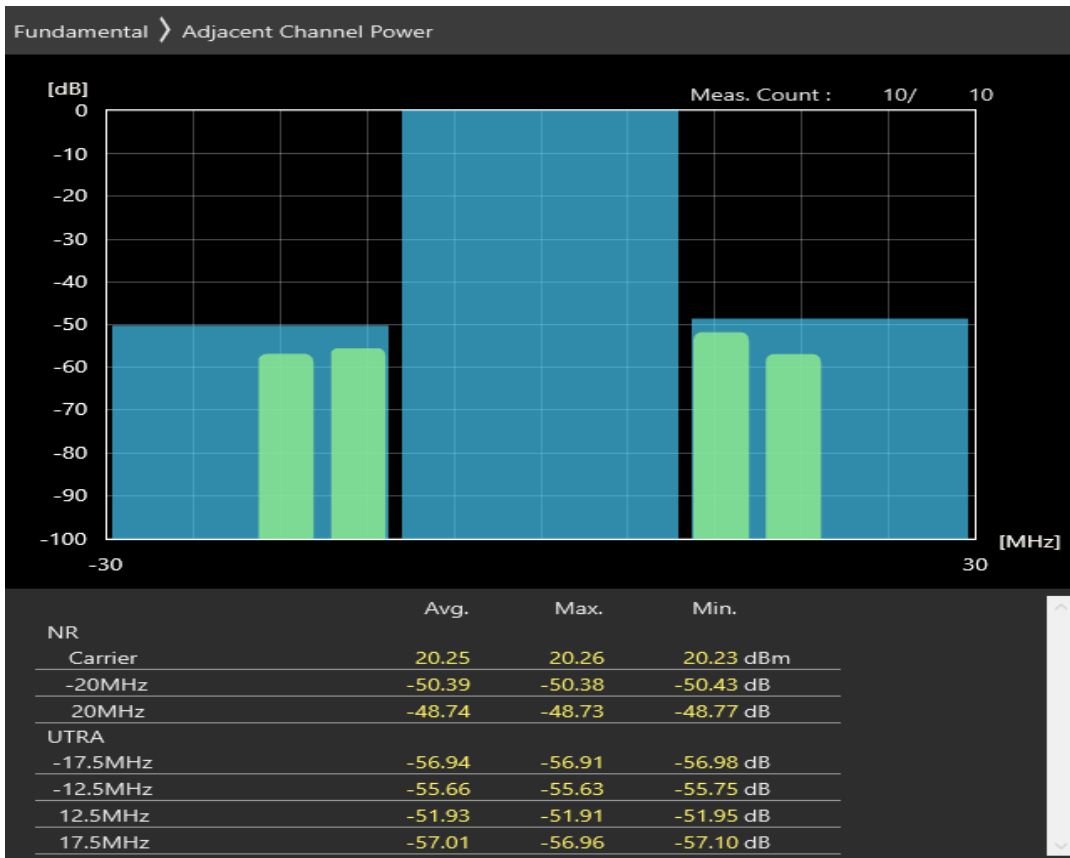 Fundamental ❯ Adjacent Channel Power
[dB]
Meas. Count : 10/ 10
0
-10
-20
-30
-40
-50
-60
-70
-80
-90
-100
[MHz]
-30 30
Avg. Max. Min.
NR
Carrier 20.25 20.26 20.23 dBm
-20MHz -50.39 -50.38 -50.43 dB
20MHz -48.74 -48.73 -48.77 dB
UTRA
-17.5MHz -56.94 -56.91 -56.98 dB
-12.5MHz -55.66 -55.63 -55.75 dB
12.5MHz -51.93 -51.91 -51.95 dB
17.5MHz -57.01 -56.96 -57.10 dB